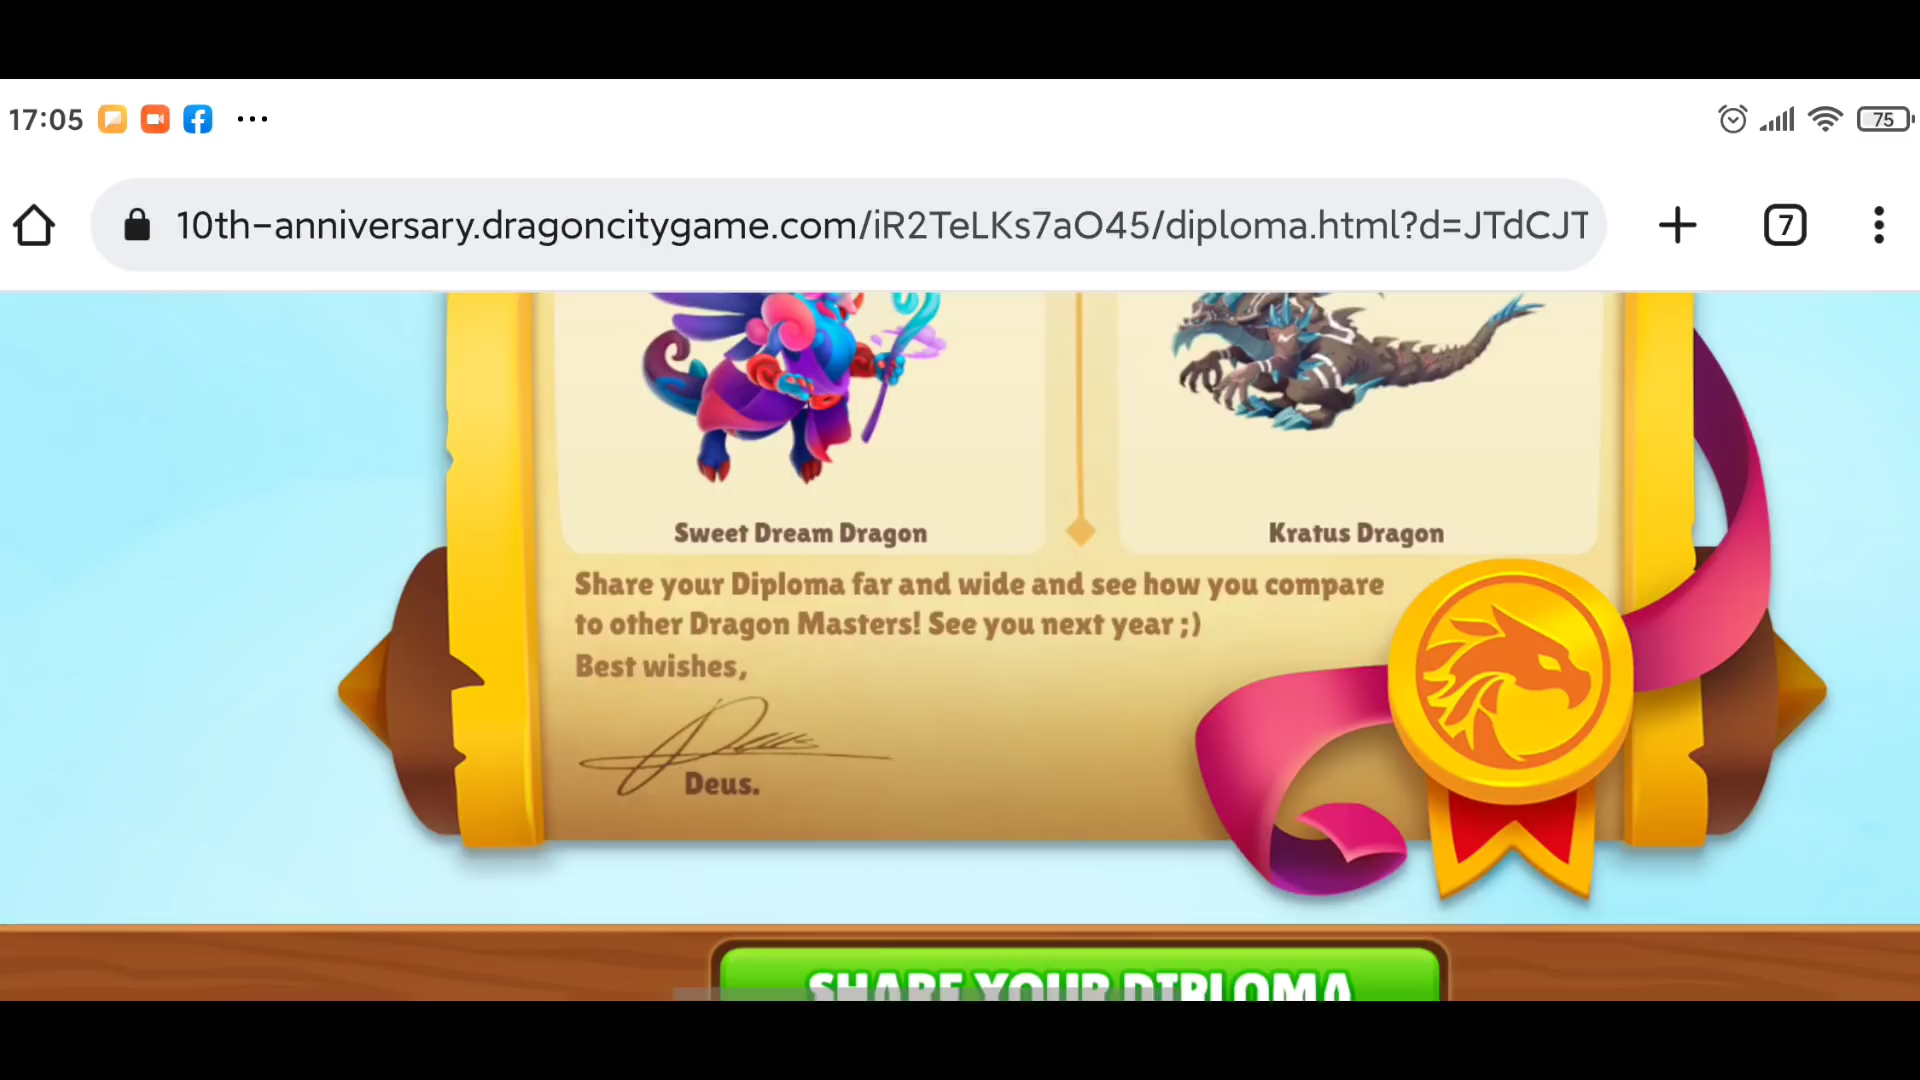 17:05
75
10th-anniversary.dragoncitygame.com/iR2TeLKs7aO45/diploma.html?d=JTdCJT
7
Sweet Dream Dragon
Kratus Dragon
Share your Diploma far and wide and see how you compare
to other Dragon Masters! See you next year ;)
Best wishes,
Deus
Deus.
SHARE YOUR DIPLOMA